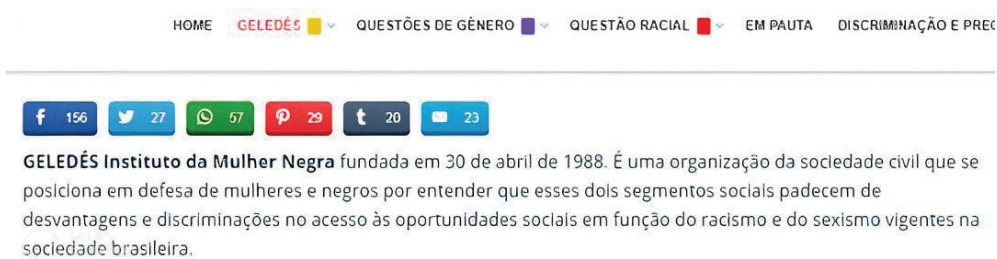 HOME GELEDÉS QUESTÕES DE GÊNERO QUESTÃO RACIAL EM PAUTA DISCRIMINAÇÃO E PREC
156 27 57 29 20 23
GELEDÉS Instituto da Mulher Negra fundada em 30 de abril de 1988. É uma organização da sociedade civil que se
posiciona em defesa de mulheres e negros por entender que esses dois segmentos sociais padecem de
desvantagens e discriminações no acesso às oportunidades sociais em função do racismo e do sexismo vigentes na
sociedade brasileira.